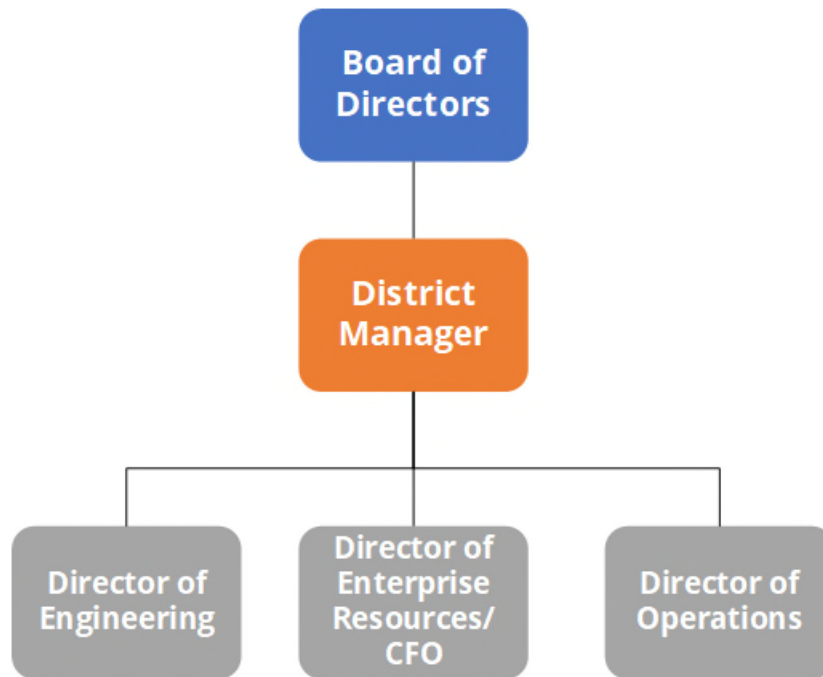 Board of
Directors
District
Manager
Director of
Engineering
Director of
Enterprise
Resources/
CFO
Director of
Operations